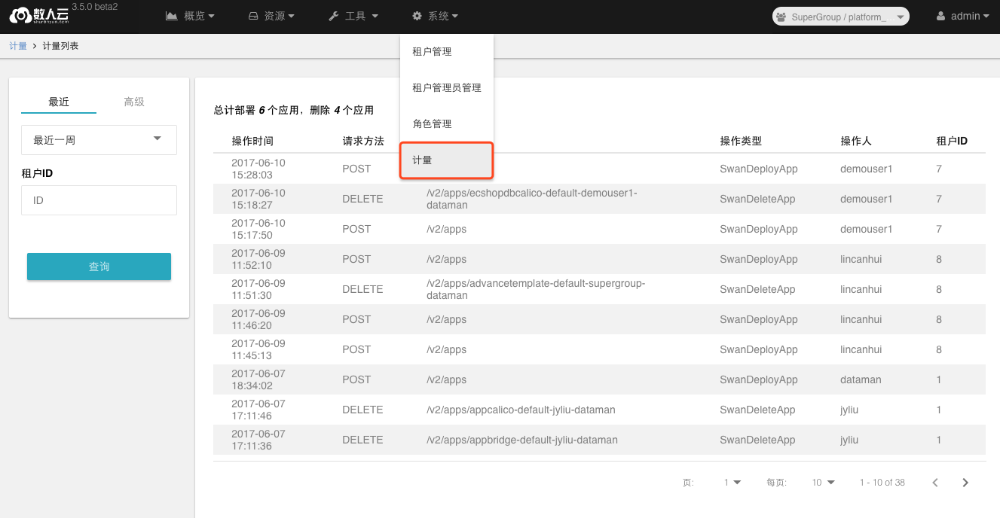 数人云
shurenyun.com
3.5.0 beta2
概览
资源
工具
系统
SuperGroup / platform_...
admin
计量 > 计量列表
租户管理
租户管理员管理
角色管理
计量
最近
高级
最近一周
租户ID
ID
查询
总计部署 6 个应用，删除 4 个应用
操作时间 请求方法 操作类型 操作人 租户ID
2017-06-10 15:28:03 POST SwanDeployApp demouser1 7
2017-06-10 15:18:27 DELETE /v2/apps/ecshopdbcalico-default-demouser1-dataman SwanDeleteApp demouser1 7
2017-06-10 15:17:50 POST /v2/apps SwanDeployApp demouser1 7
2017-06-09 11:52:10 POST /v2/apps SwanDeployApp lincanhui 8
2017-06-09 11:51:30 DELETE /v2/apps/advancetemplate-default-supergroup-dataman SwanDeleteApp lincanhui 8
2017-06-09 11:46:20 POST /v2/apps SwanDeployApp lincanhui 8
2017-06-09 11:45:13 POST /v2/apps SwanDeployApp lincanhui 8
2017-06-07 18:34:02 POST /v2/apps SwanDeployApp dataman 1
2017-06-07 17:11:46 DELETE /v2/apps/appcalico-default-jyliu-dataman SwanDeleteApp jyliu 1
2017-06-07 17:11:36 DELETE /v2/apps/appbridge-default-jyliu-dataman SwanDeleteApp jyliu 1
页: 1 每页: 10 1 - 10 of 38